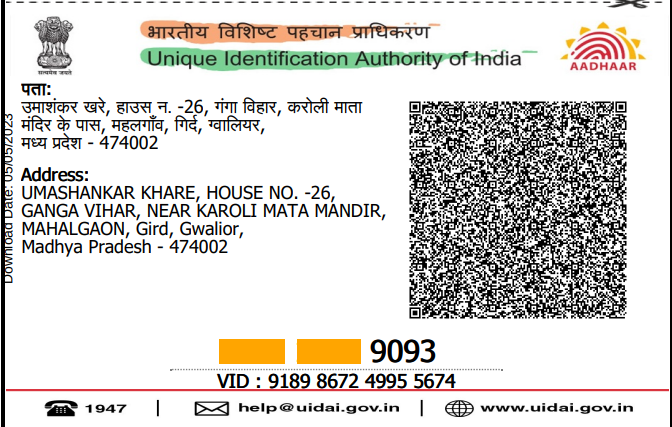 भारतीय विशिष्ट पहचान प्राधिकरण
Unique Identification Authority of India
सत्यमेव जयते
AADHAAR
Download Date: 05/05/2023
पता:
उमाशंकर खरे, हाउस न. -26, गंगा विहार, करोली माता
मंदिर के पास, महलगाँव, गिर्द, ग्वालियर,
मध्य प्रदेश - 474002
Address:
UMASHANKAR KHARE, HOUSE NO. -26,
GANGA VIHAR, NEAR KAROLI MATA MANDIR,
MAHALGAON, Gird, Gwalior,
Madhya Pradesh - 474002
9093
VID : 9189 8672 4995 5674
1947 | help@uidai.gov.in | www.uidai.gov.in